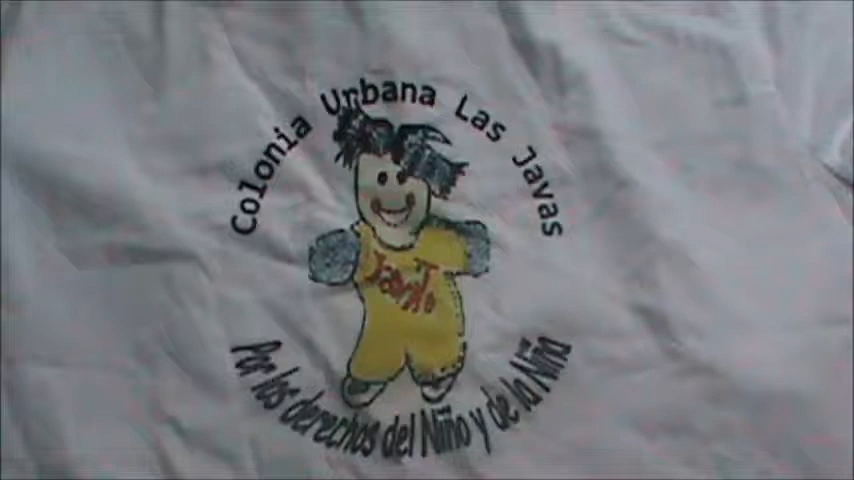 Colonia Urbana Las Javas
Por los derechos del Niño y de la Niña